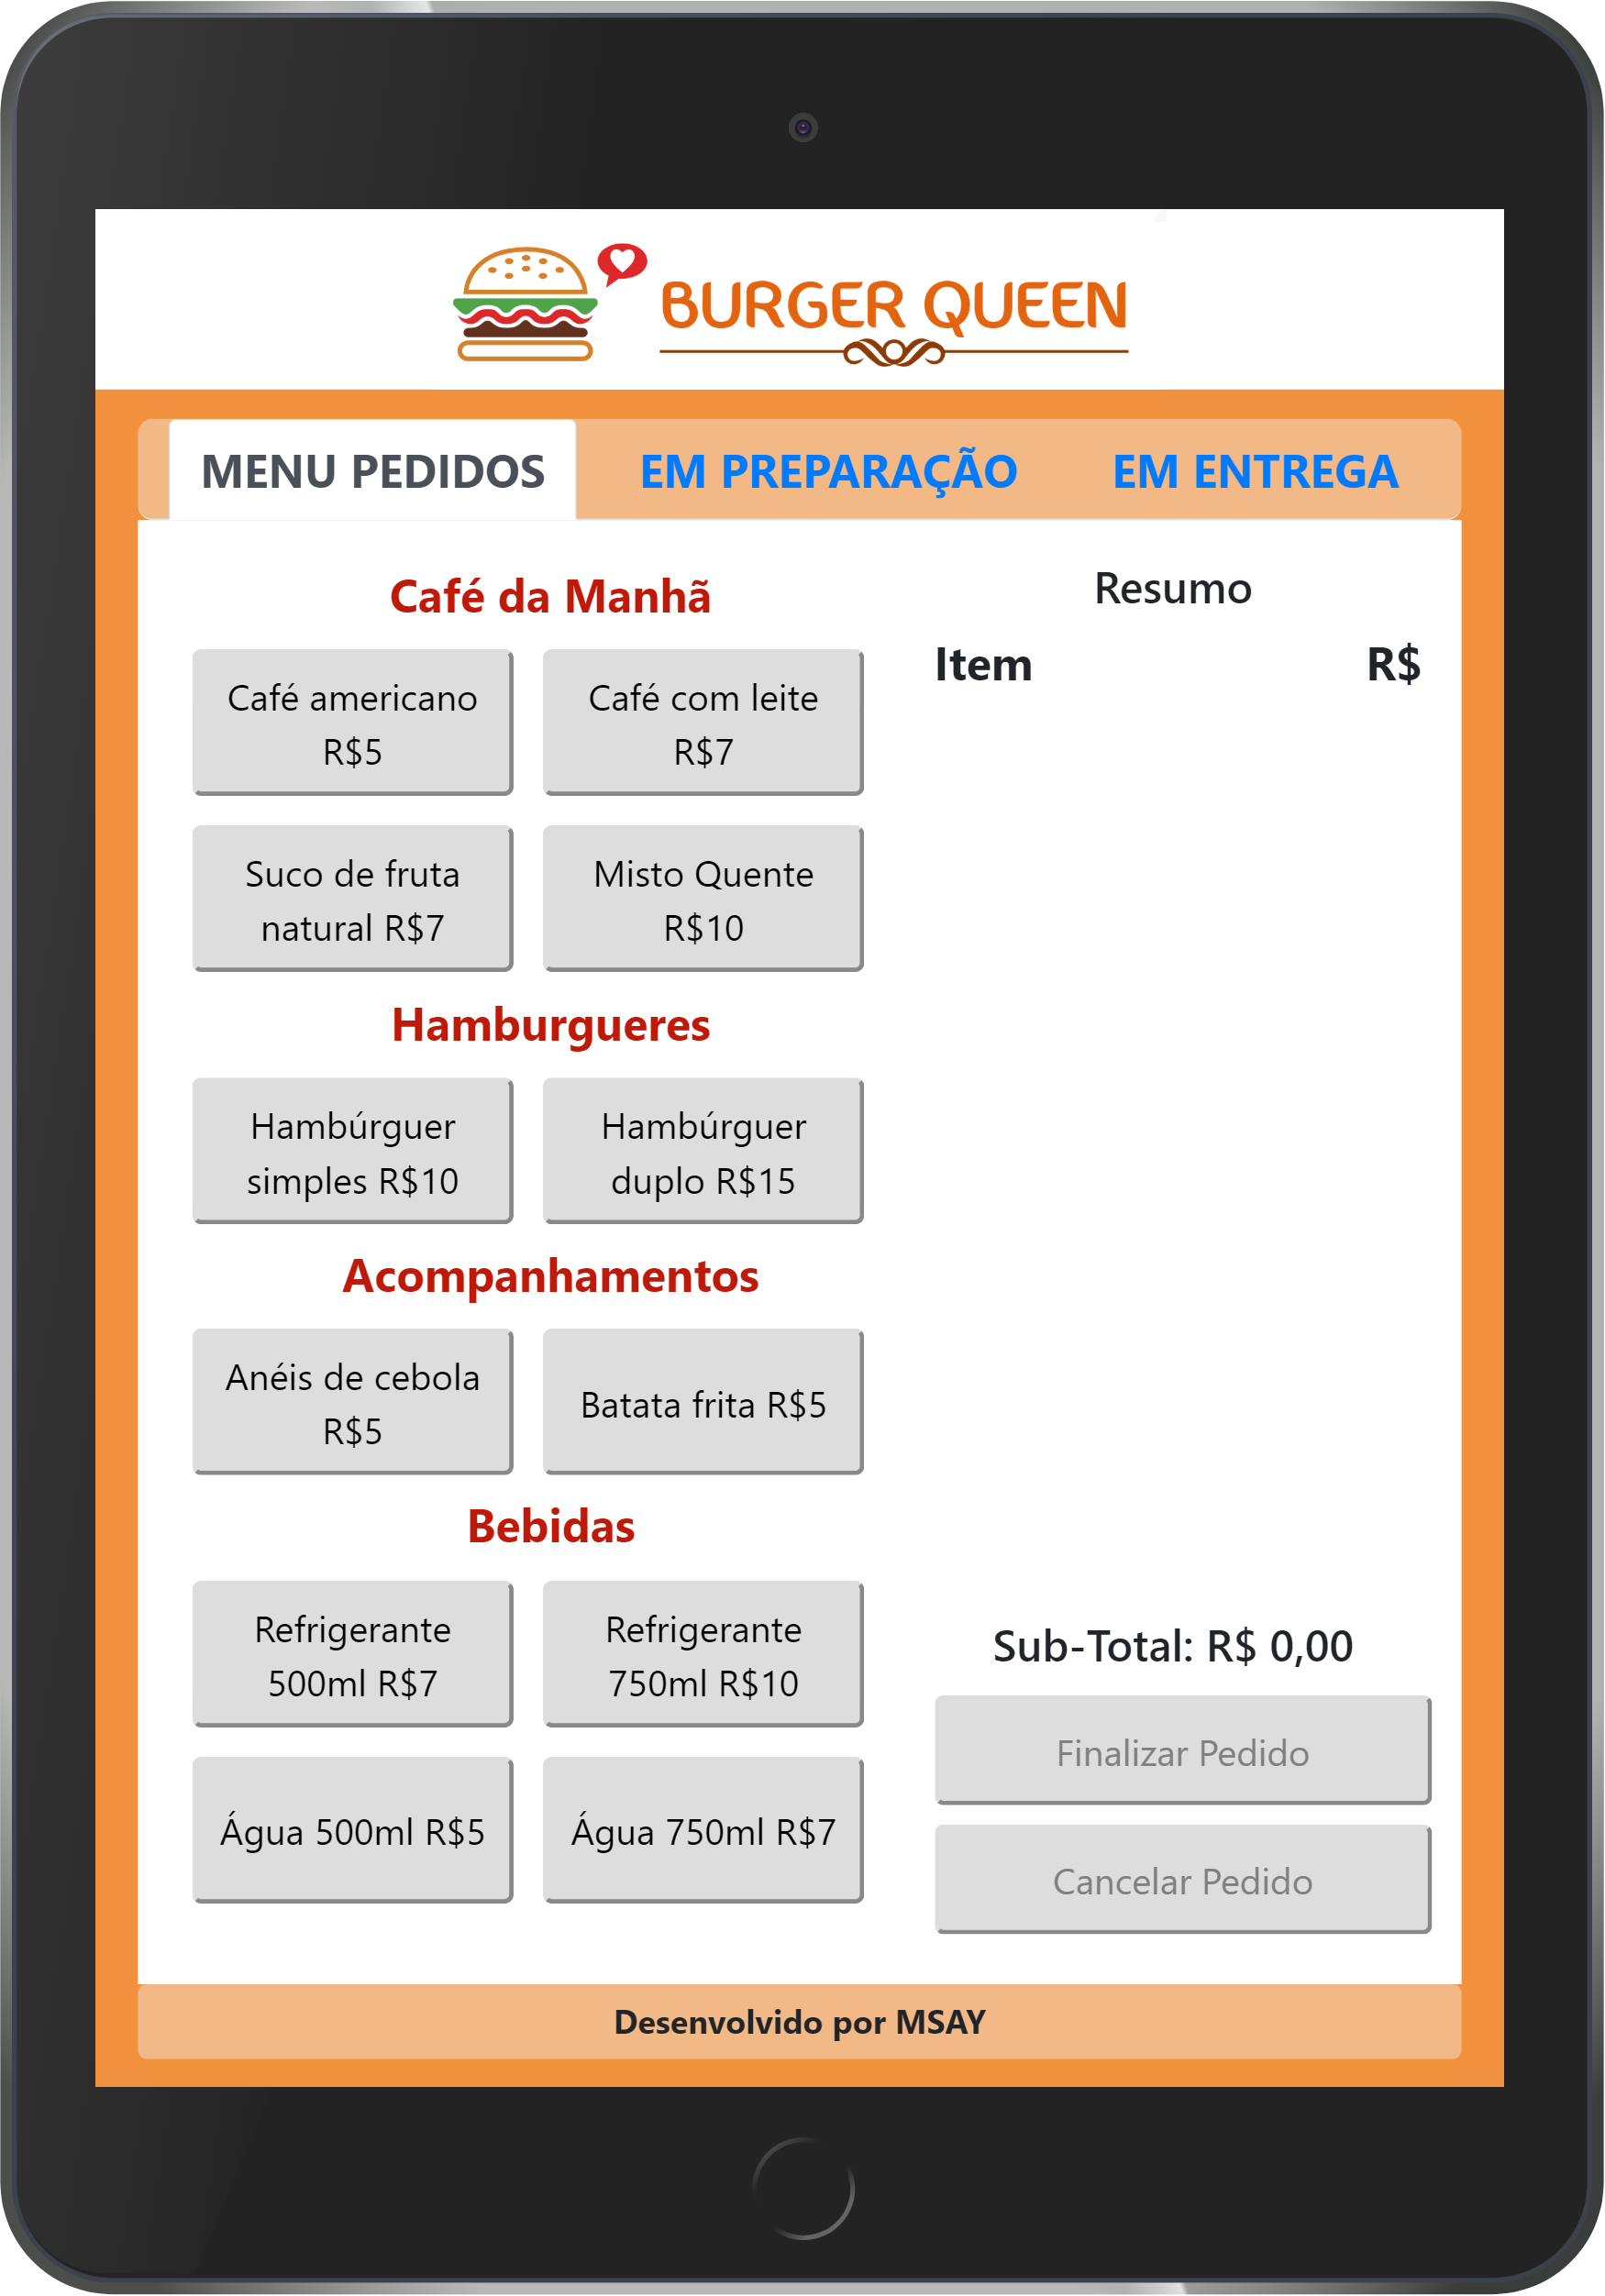 BURGER QUEEN
MENU PEDIDOS
EM PREPARAÇÃO
EM ENTREGA
Café da Manhã
Café americano
R$5
Café com leite
R$7
Suco de fruta
natural R$7
Misto Quente
R$10
Hamburgueres
Hambúrguer
simples R$10
Hambúrguer
duplo R$15
Acompanhamentos
Anéis de cebola
R$5
Batata frita R$5
Bebidas
Refrigerante
500ml R$7
Refrigerante
750ml R$10
Água 500ml R$5
Água 750ml R$7
Resumo
Item
R$
Sub-Total: R$ 0,00
Finalizar Pedido
Cancelar Pedido
Desenvolvido por MSAY